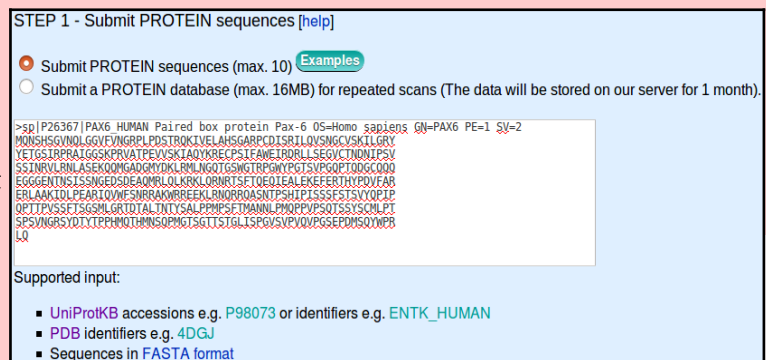 STEP 1 - Submit PROTEIN sequences [help]
Submit PROTEIN sequences (max. 10) Examples
Submit a PROTEIN database (max. 16MB) for repeated scans (The data will be stored on our server for 1 month).
>sp|P26367|PAX6_HUMAN Paired box protein Pax-6 OS=Homo sapiens GN=PAX6 PE=1 SV=2
MQNSHSGVNQLGGVFVNGRPLPDSTRQKIVELAHSGARPCDISRILQVSNGCVSKILGRY
YETGSIRPRAIGGSKPRVATPEVVSKIAQYKRECPSIFAWEIRDRLLSEGVCTNDNIPSV
SSINRVLRNLASEKQQMGADGMYDKLRMLNGQTGSWGTRPGWYPGTSVPGQPTQDGCQQQ
EGGGENTNSISSNGEDSDEAQMRLQLKRKLQRNRTSFTQEQIEALEKEFERTHYPDVFAR
ERLAAKIDLPEARIQVWFSNRRAKWRREEKLRNQRRQASNTPSHIPISSSFSTSVYQPIP
QPTTPVSSFTSGSMLGRTDTALTNTYSALPPMPSFTMANNLPMQPPVPSQTSSYSCMLPT
SPSVNGRSYDTYTPPHMQTHMNSQPMGTSGTTSTGLISPGVSVPVQVPGSEPDMSQYWPR
LQ
Supported input:
UniProtKB accessions e.g. P98073 or identifiers e.g. ENTK_HUMAN
PDB identifiers e.g. 4DGJ
Sequences in FASTA format